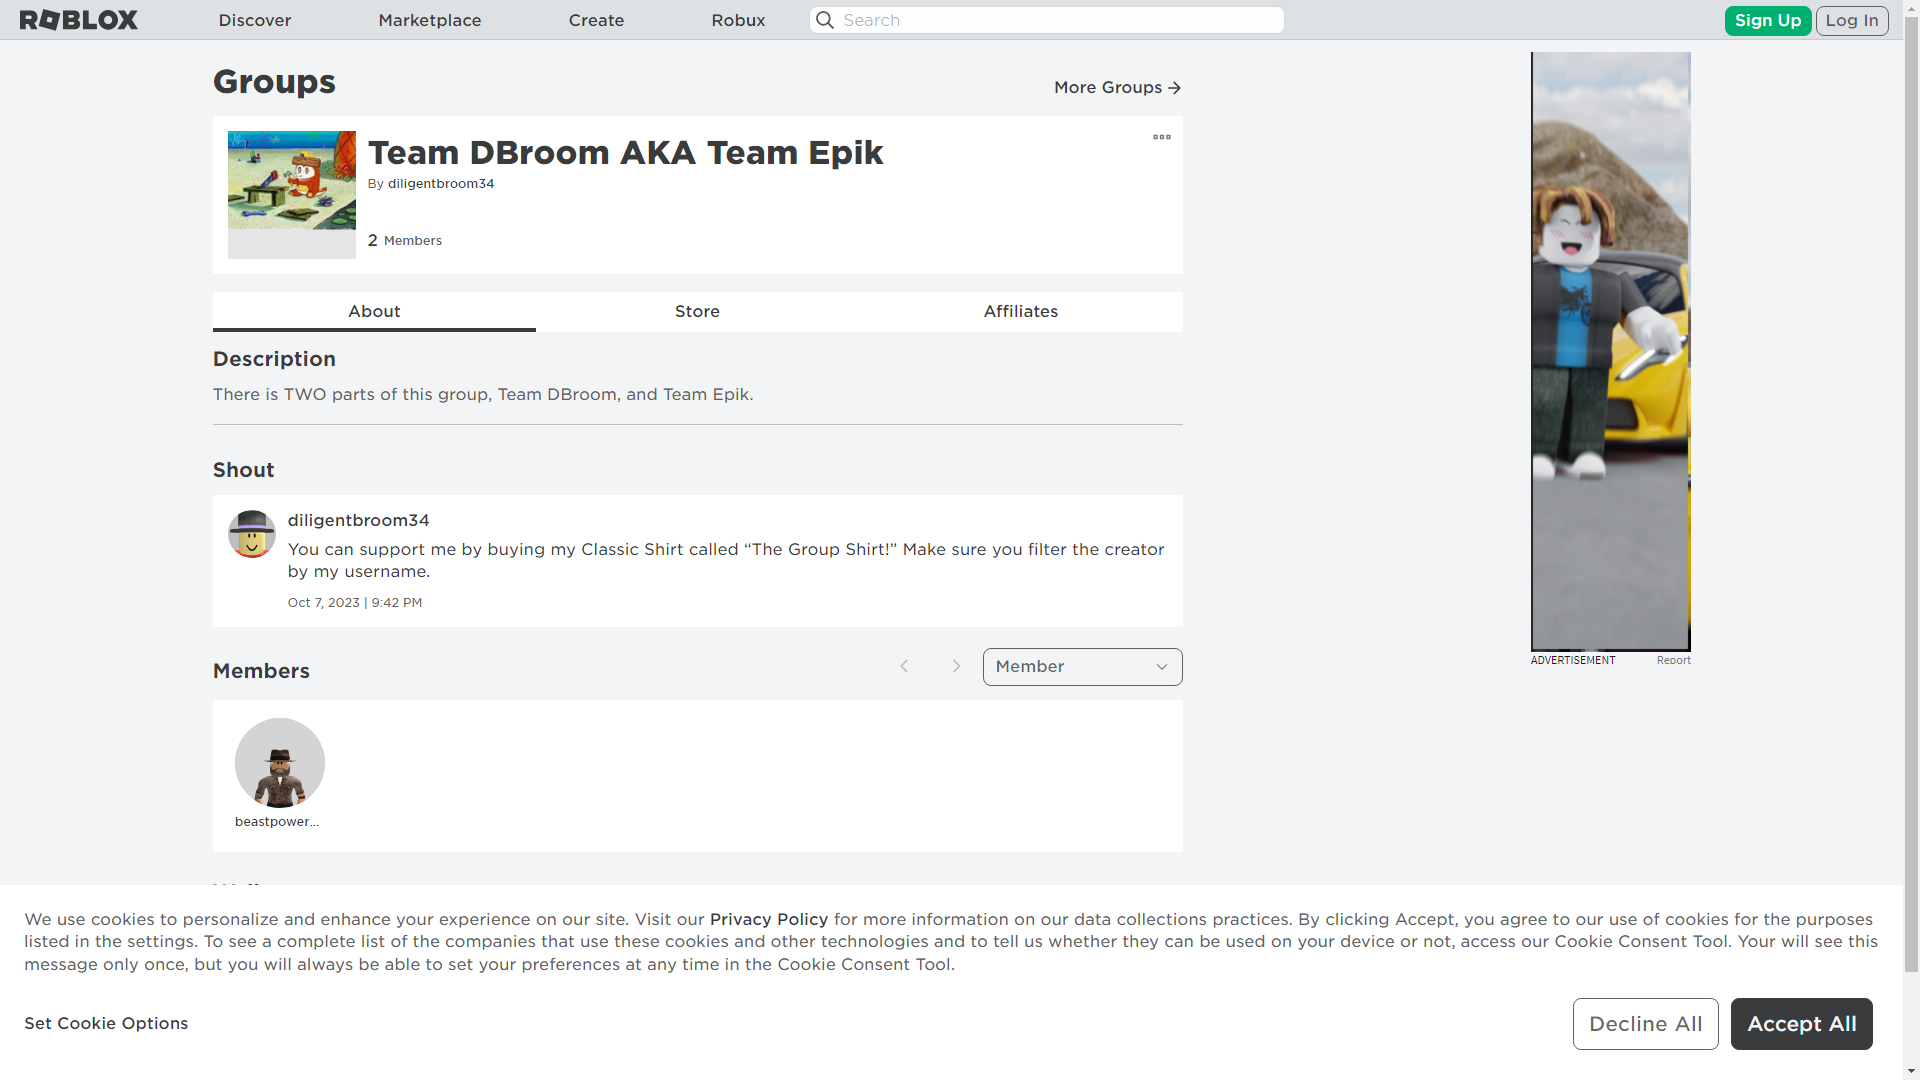 ROBLOX
Discover
Marketplace
Create
Robux
Search
Sign Up
Log In
Groups
More Groups
Team DBroom AKA Team Epik
By diligentbroom34
2 Members
About
Store
Affiliates
Description
There is TWO parts of this group, Team DBroom, and Team Epik.
Shout
diligentbroom34
You can support me by buying my Classic Shirt called “The Group Shirt!” Make sure you filter the creator
by my username.
Oct 7, 2023 | 9:42 PM
ADVERTISEMENT
Report
Members
Member
beastpower...
We use cookies to personalize and enhance your experience on our site. Visit our Privacy Policy for more information on our data collections practices. By clicking Accept, you agree to our use of cookies for the purposes
listed in the settings. To see a complete list of the companies that use these cookies and other technologies and to tell us whether they can be used on your device or not, access our Cookie Consent Tool. Your will see this
message only once, but you will always be able to set your preferences at any time in the Cookie Consent Tool.
Set Cookie Options
Decline All
Accept All